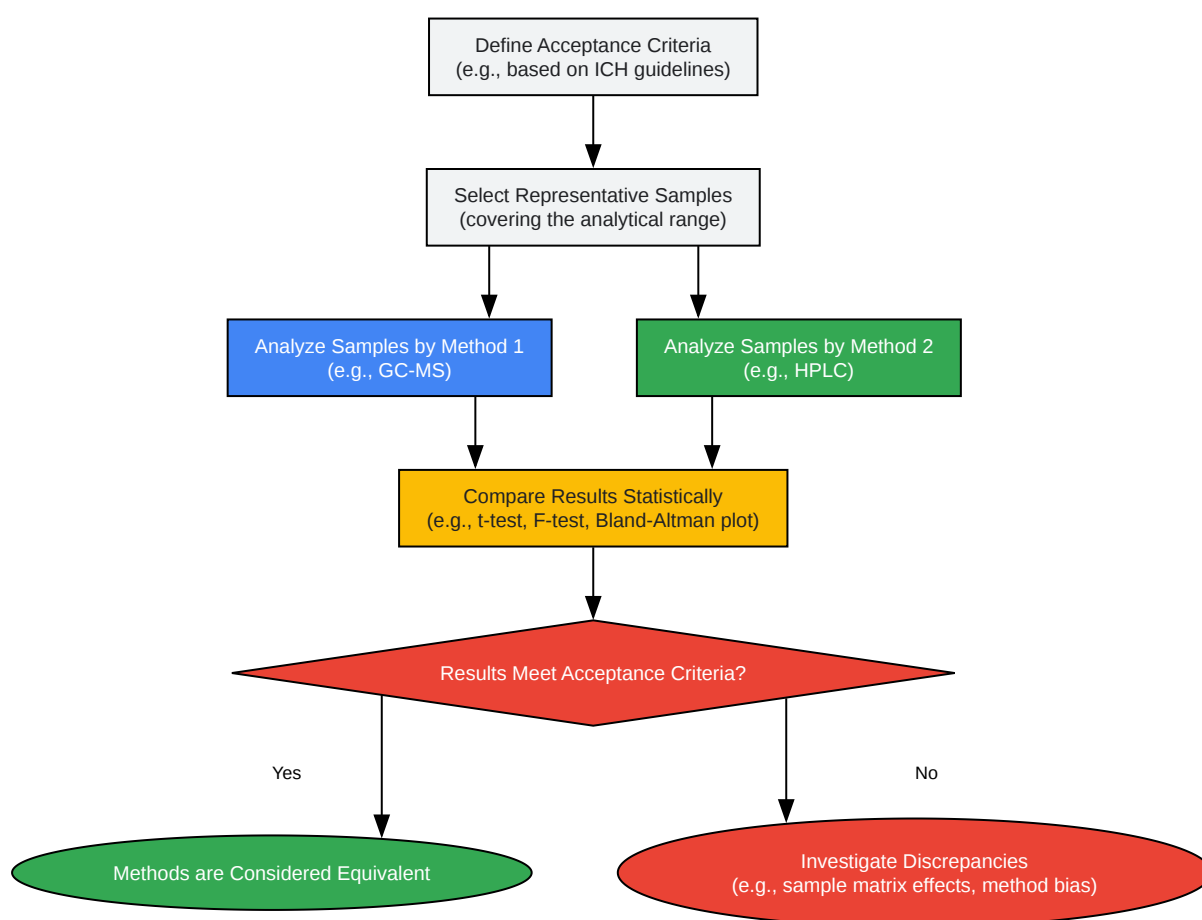 Define Acceptance Criteria
(e.g., based on ICH guidelines)
Select Representative Samples
(covering the analytical range)
Analyze Samples by Method 1
(e.g., GC-MS)
Analyze Samples by Method 2
(e.g., HPLC)
Compare Results Statistically
(e.g., t-test, F-test, Bland-Altman plot)
Results Meet Acceptance Criteria?
Yes
No
Methods are Considered Equivalent
Investigate Discrepancies
(e.g., sample matrix effects, method bias)